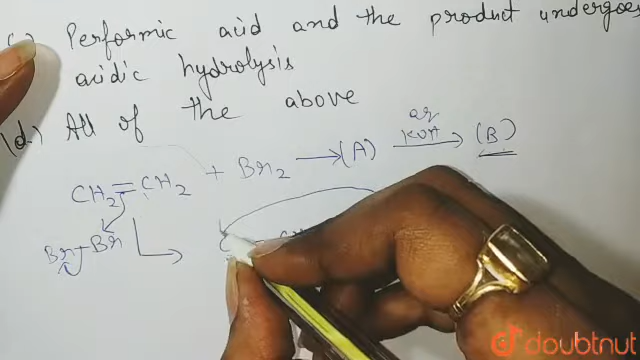 (c) Performic acid and the product undergoes
acidic hydrolysis
(d.) All of the above
CH2=CH2 + Br2 → (A) aq KOH → (B)
Br-Br
doubtnut